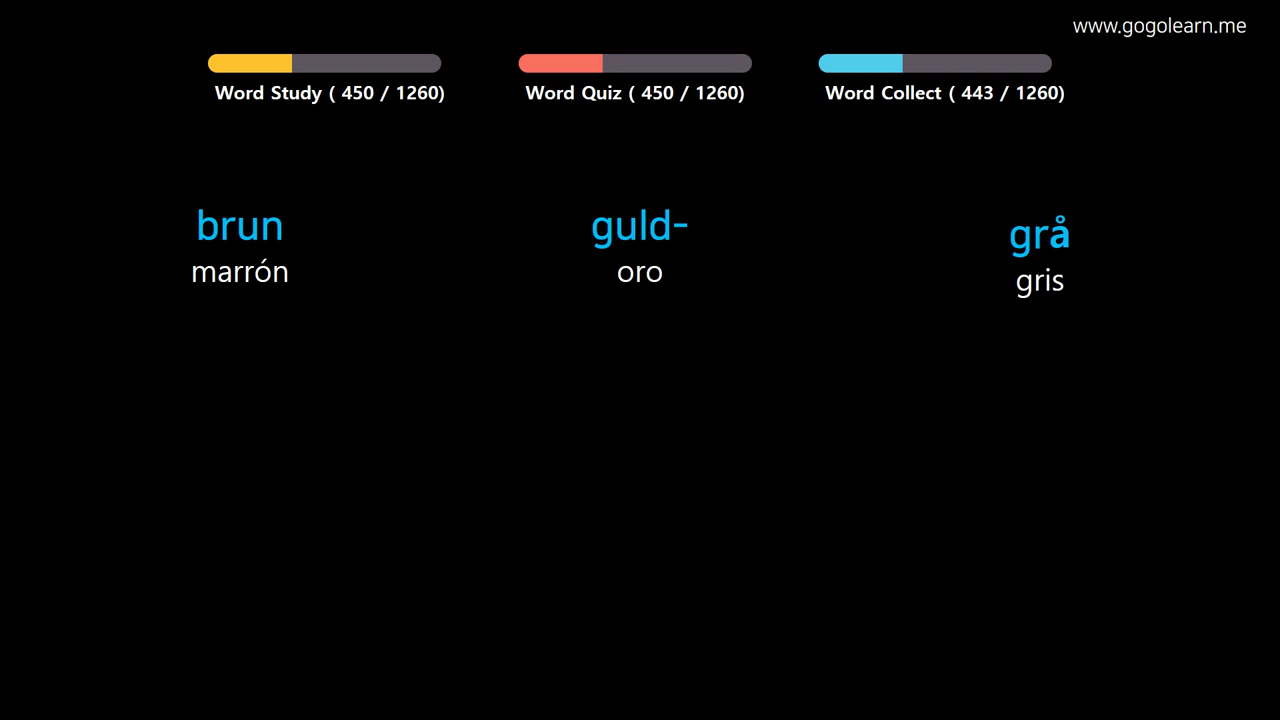 www.gogolearn.me
Word Study ( 450 / 1260)
Word Quiz ( 450 / 1260)
Word Collect ( 443 / 1260)
brun
marrón
guld-
oro
grå
gris